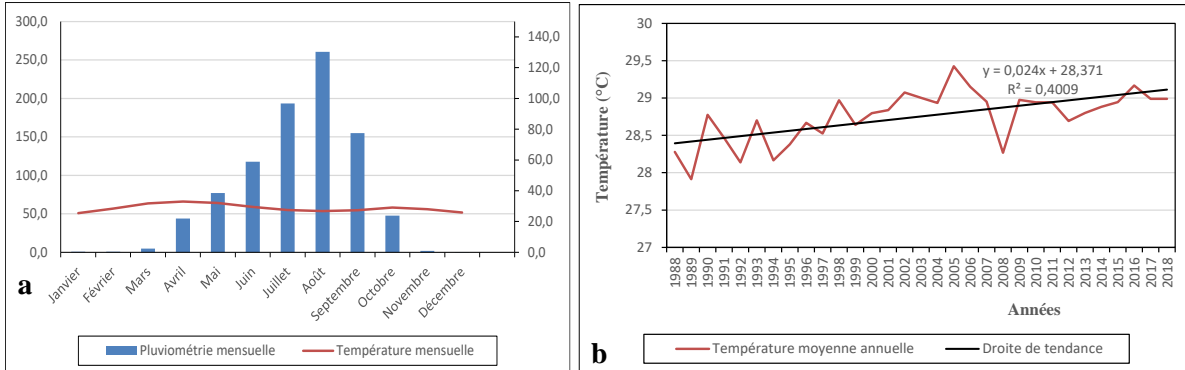 300,0
250,0
200,0
150,0
100,0
50,0
0,0
140,0
120,0
100,0
80,0
60,0
40,0
20,0
0,0
Janvier
Février
Mars
Avril
Mai
Juin
Juillet
Août
Septembre
Octobre
Novembre
Décembre
a
Pluviométrie mensuelle
Température mensuelle
30
29,5
29
28,5
28
27,5
27
Température (°C)
y = 0,024x + 28,371
R² = 0,4009
1988
1989
1990
1991
1992
1993
1994
1995
1996
1997
1998
1999
2000
2001
2002
2003
2004
2005
2006
2007
2008
2009
2010
2011
2012
2013
2014
2015
2016
2017
2018
Années
b
Température moyenne annuelle
Droite de tendance